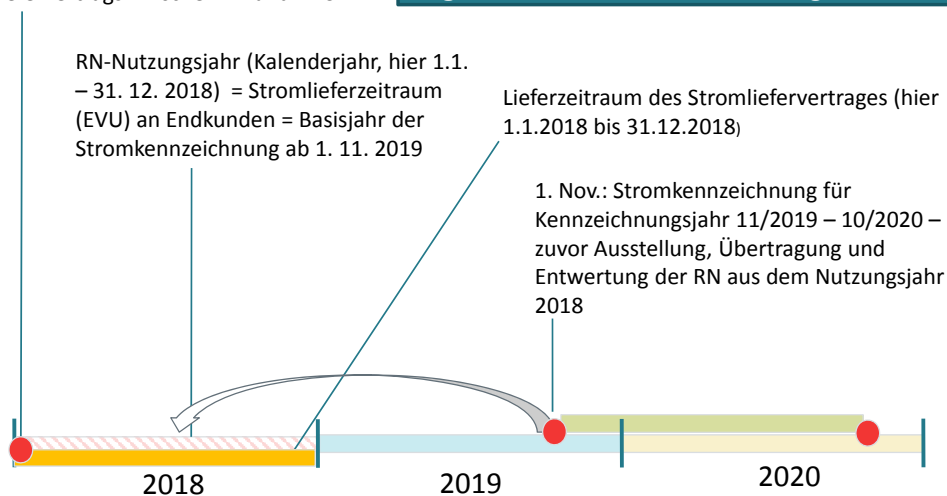 RN-Nutzungsjahr (Kalenderjahr, hier 1.1.
– 31. 12. 2018) = Stromlieferzeitraum
(EVU) an Endkunden = Basisjahr der
Stromkennzeichnung ab 1. 11. 2019
Lieferzeitraum des Stromliefervertrages (hier
1.1.2018 bis 31.12.2018)
1. Nov.: Stromkennzeichnung für
Kennzeichnungsjahr 11/2019 – 10/2020 –
zuvor Ausstellung, Übertragung und
Entwertung der RN aus dem Nutzungsjahr
2018
2018
2019
2020